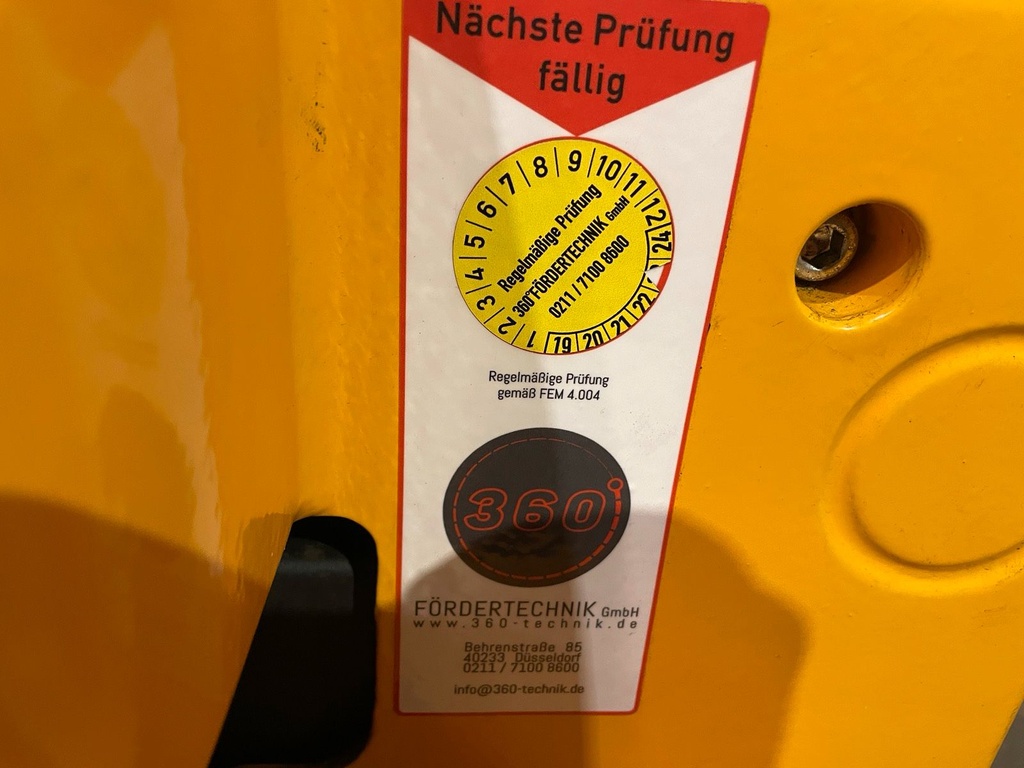 Nächste Prüfung
fällig
1 2 3 4 5 6 7 8 9 10 11 12
19 20 21 22 24
Regelmäßige Prüfung
360° FÖRDERTECHNIK GmbH
0211 / 7100 8600
Regelmäßige Prüfung
gemäß FEM 4.004
360°
FÖRDERTECHNIK GmbH
www.360-technik.de
Behrenstraße 85
40233 Düsseldorf
0211 / 7100 8600
info@360-technik.de